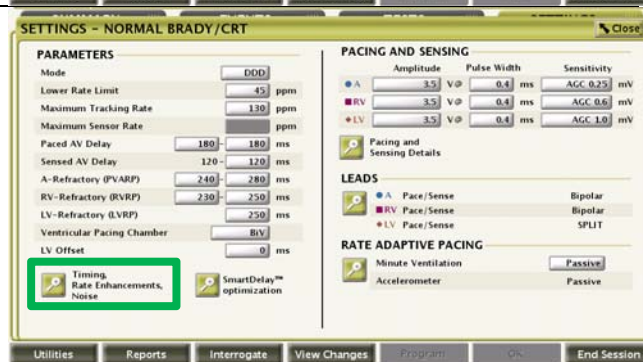 SETTINGS – NORMAL BRADY/CRT
Close
PARAMETERS
Mode DDD
Lower Rate Limit 45 ppm
Maximum Tracking Rate 130 ppm
Maximum Sensor Rate ppm
Paced AV Delay 180 - 180 ms
Sensed AV Delay 120 - 120 ms
A-Refractory (PVARP) 240 - 280 ms
RV-Refractory (RVRP) 230 - 250 ms
LV-Refractory (LVRP) 250 ms
Ventricular Pacing Chamber BiV
LV Offset 0 ms
Timing,
Rate Enhancements,
Noise
SmartDelay™
optimization
PACING AND SENSING
Amplitude Pulse Width Sensitivity
A 3.5 V@ 0.4 ms AGC 0.25 mV
RV 3.5 V@ 0.4 ms AGC 0.6 mV
LV 3.5 V@ 0.4 ms AGC 1.0 mV
Pacing and
Sensing Details
LEADS
A Pace/Sense Bipolar
RV Pace/Sense Bipolar
LV Pace/Sense SPLIT
RATE ADAPTIVE PACING
Minute Ventilation Passive
Accelerometer Passive
Utilities Reports Interrogate View Changes Program OK End Session